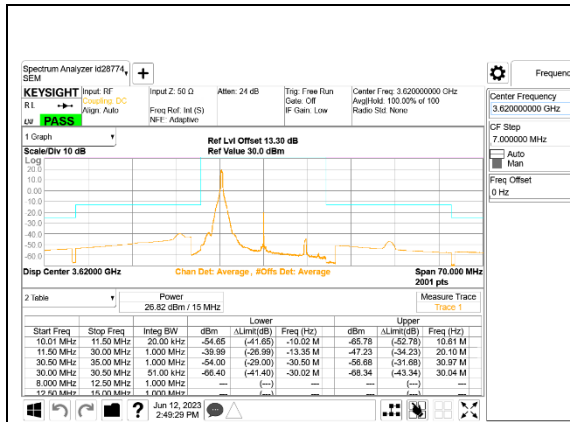 Spectrum Analyzer Id28774,
SEM
Frequenc
KEYSIGHT
Input: RF
Coupling: DC
Align: Auto
Input Z: 50 Ω
Freq Ref: Int (S)
NFE: Adaptive
Atten: 24 dB
Trig: Free Run
Gate: Off
IF Gain: Low
Center Freq: 3.620000000 GHz
Avg|Hold: 100.00% of 100
Radio Std: None
R L
PASS
Center Frequency
3.620000000 GHz
CF Step
7.000000 MHz
Auto
Man
Freq Offset
0 Hz
1 Graph
Scale/Div 10 dB
Ref Lvl Offset 13.30 dB
Ref Value 30.0 dBm
Log
20.0
10.0
0.00
10.0
20.0
-30.0
-40.0
-50.0
-60.0
Disp Center 3.62000 GHz
Chan Det: Average , #Offs Det: Average
Span 70.000 MHz
2001 pts
2 Table
Power
26.82 dBm / 15 MHz
Measure Trace
Trace 1
Lower Upper
Start Freq Stop Freq Integ BW dBm ΔLimit(dB) Freq (Hz) dBm ΔLimit(dB) Freq (Hz)
10.01 MHz 11.50 MHz 20.00 kHz -54.65 (-41.65) -10.02 M -65.78 (-52.78) 10.61 M
11.50 MHz 30.00 MHz 1.000 MHz -39.99 (-26.99) -13.35 M -47.23 (-34.23) 20.10 M
30.50 MHz 35.00 MHz 1.000 MHz -54.00 (-29.00) -30.50 M -56.68 (-31.68) 30.97 M
30.00 MHz 30.50 MHz 51.00 kHz -66.40 (-41.40) -30.02 M -68.34 (-43.34) 30.04 M
8.000 MHz 12.50 MHz 1.000 MHz --- (---) --- --- (---) ---
12.50 MHz 15.00 MHz 1.000 MHz --- (---) --- --- (---) ---
Jun 12, 2023
2:49:29 PM